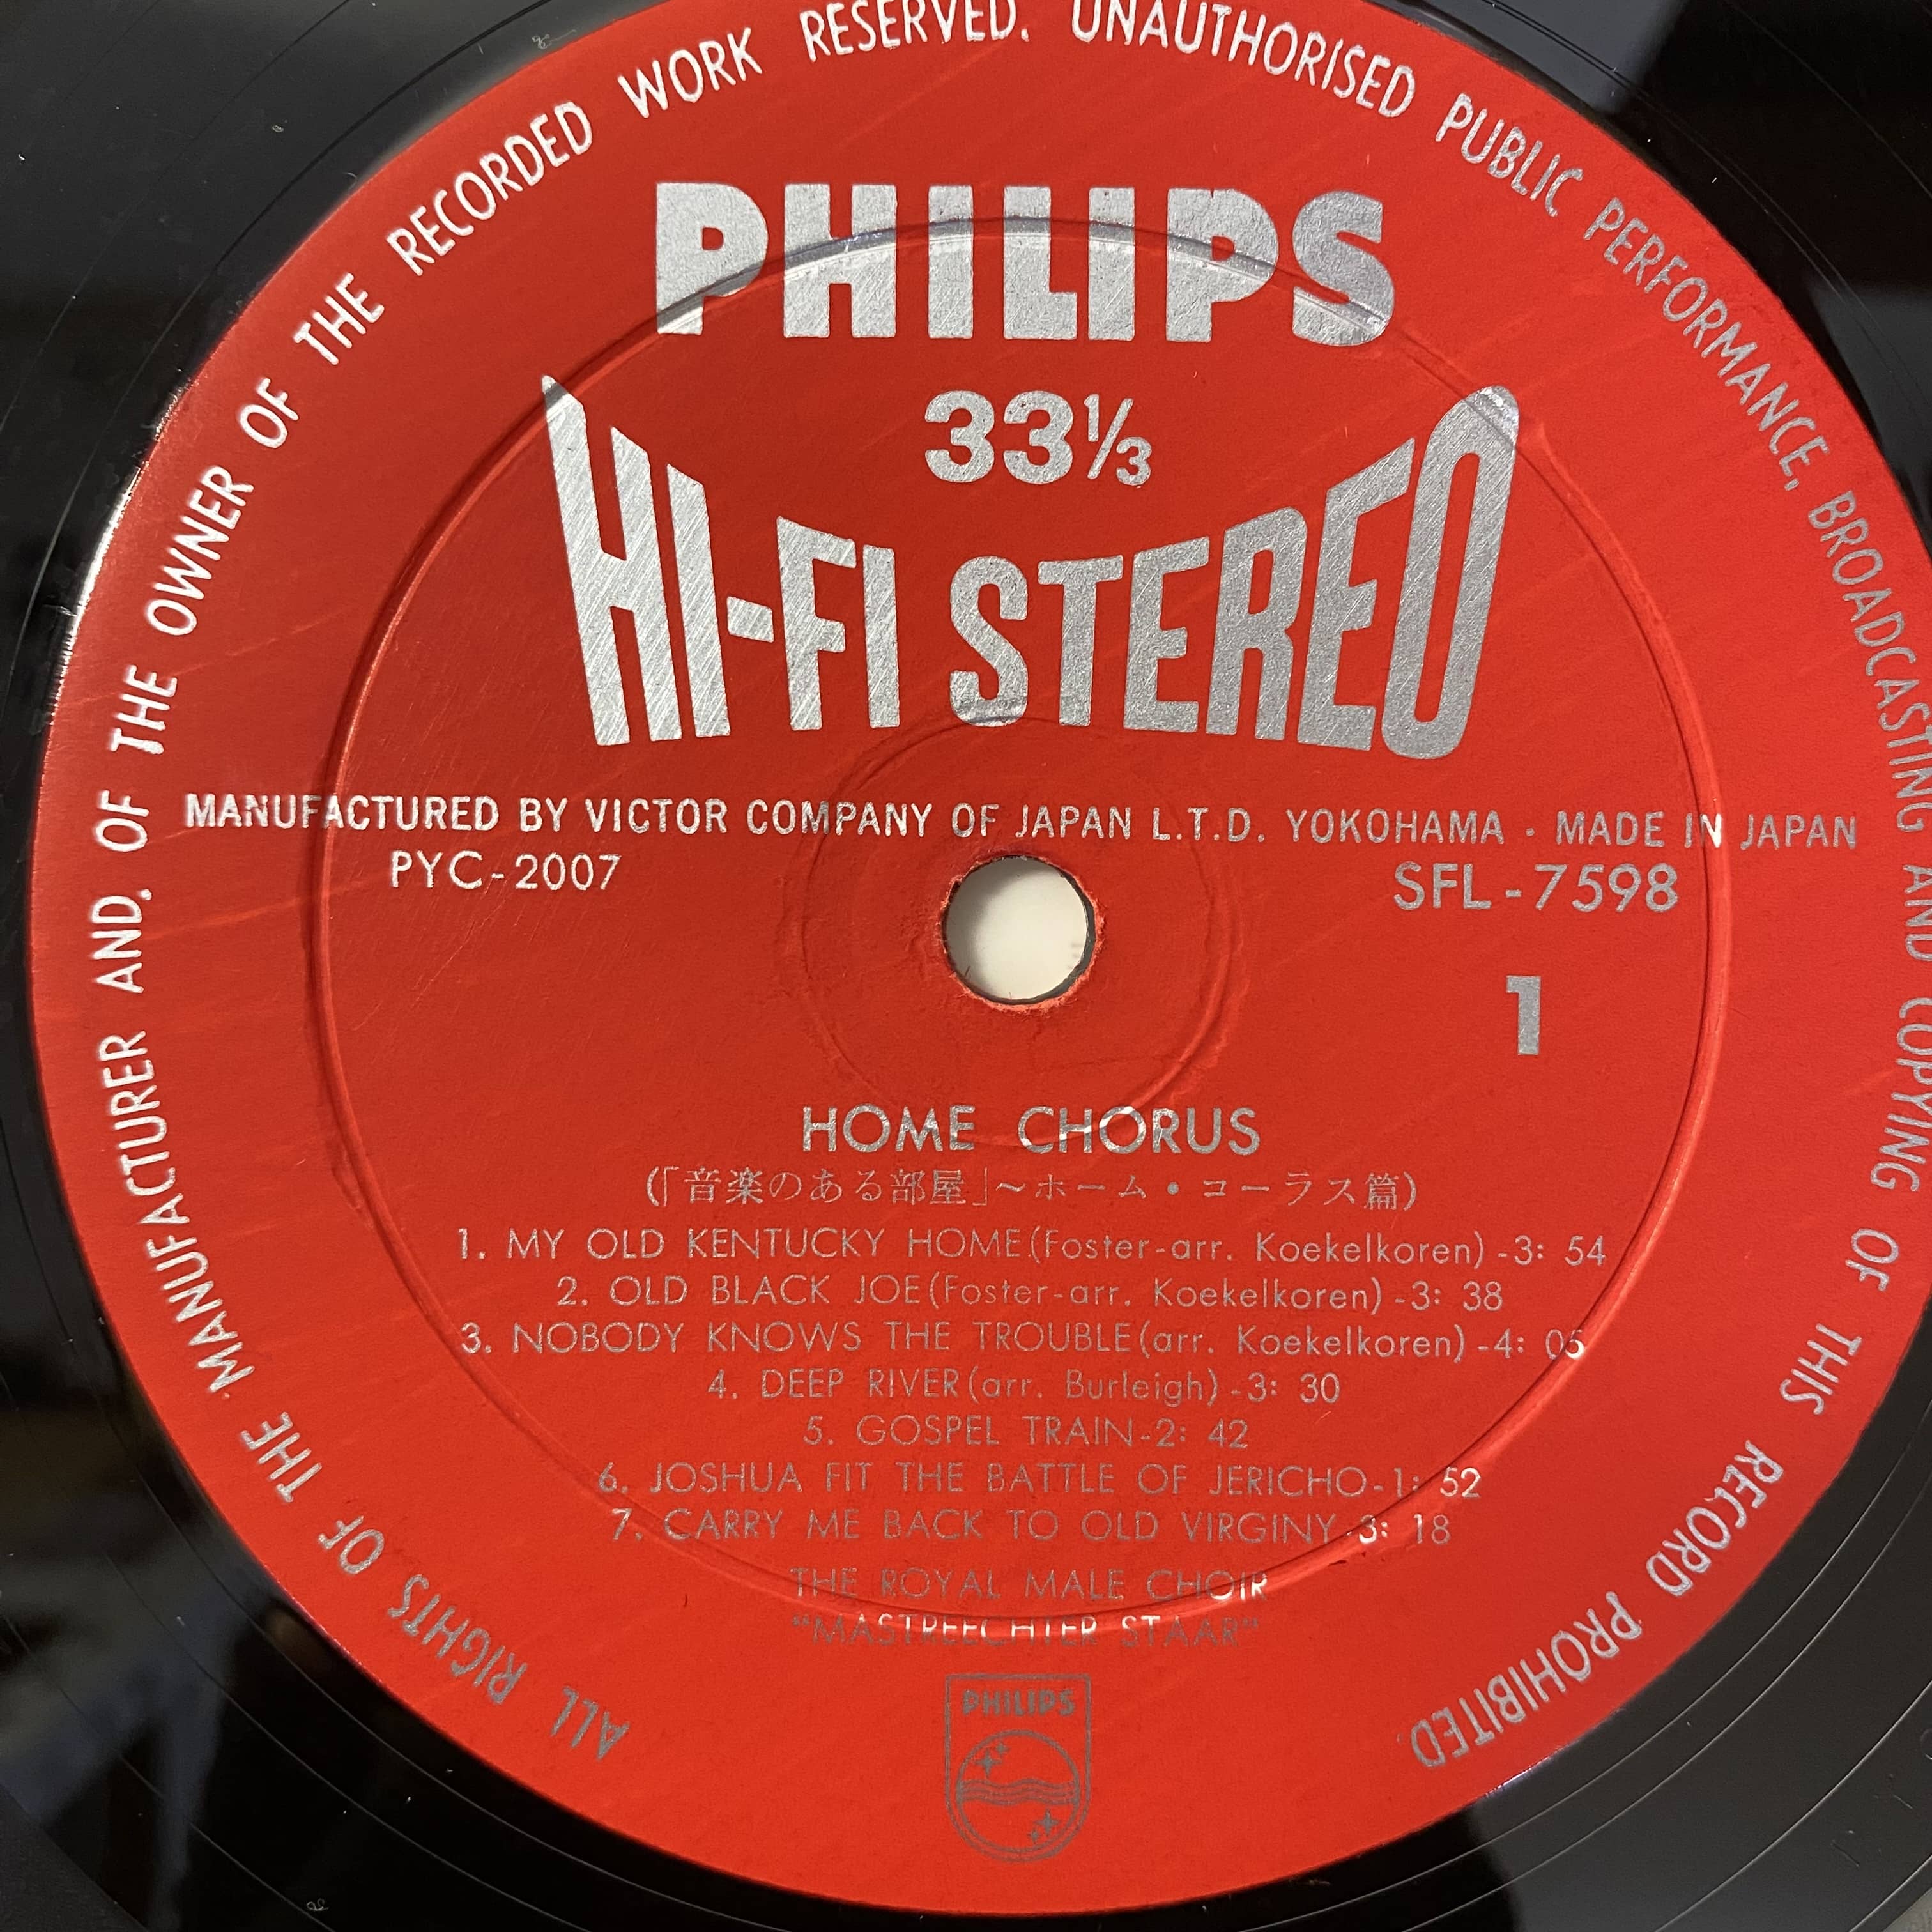 ALL RIGHTS OF THE MANUFACTURER AND, OF THE OWNER OF THE RECORDED WORK RESERVED. UNAUTHORISED PUBLIC PERFORMANCE, BROADCASTING AND COPYING OF THIS RECORD PROHIBITED.
PHILIPS
33⅓
HI-FI STEREO
MANUFACTURED BY VICTOR COMPANY OF JAPAN L.T.D. YOKOHAMA · MADE IN JAPAN
PYC-2007 SFL-7598
1
HOME CHORUS
(「音楽のある部屋」～ホーム・コーラス篇)
1. MY OLD KENTUCKY HOME(Foster-arr. Koekelkoren)-3: 54
2. OLD BLACK JOE(Foster-arr. Koekelkoren)-3: 38
3. NOBODY KNOWS THE TROUBLE(arr. Koekelkoren)-4: 05
4. DEEP RIVER(arr. Burleigh)-3: 30
5. GOSPEL TRAIN-2: 42
6. JOSHUA FIT THE BATTLE OF JERICHO-1: 52
7. CARRY ME BACK TO OLD VIRGINY-3: 18
THE ROYAL MALE CHOIR
"MASTREECHTER STAAR"
PHILIPS